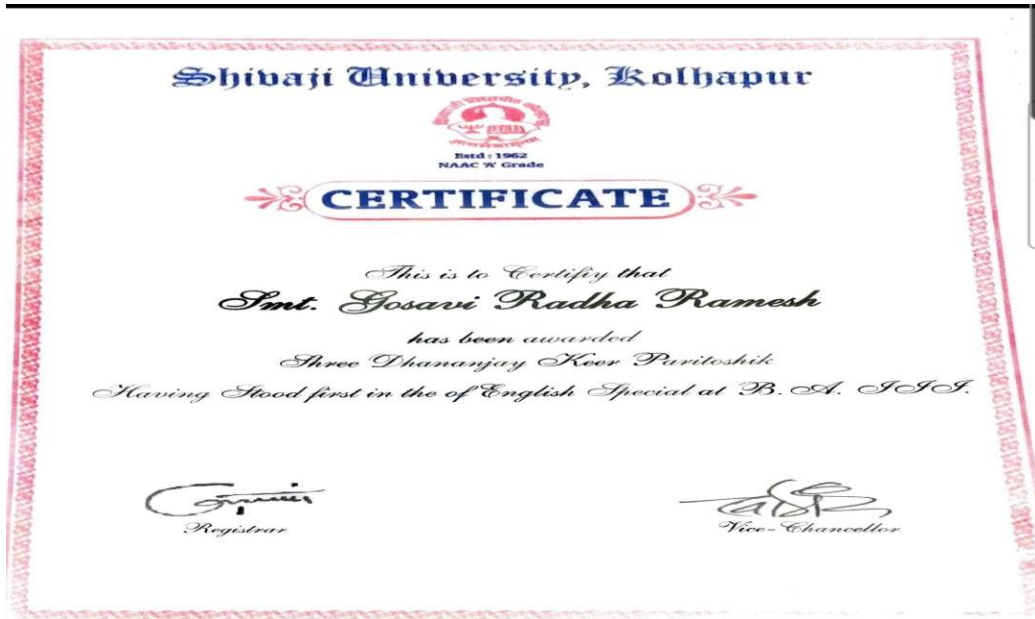 Shivaji University, Kolhapur
Estd : 1962
NAAC 'A' Grade
CERTIFICATE
This is to Certifiy that
Smt. Gosavi Radha Ramesh
has been awarded
Shree Dhananjay Keer Paritoshik
Having Stood first in the of English Special at B. A. III.
Registrar
Vice-Chancellor